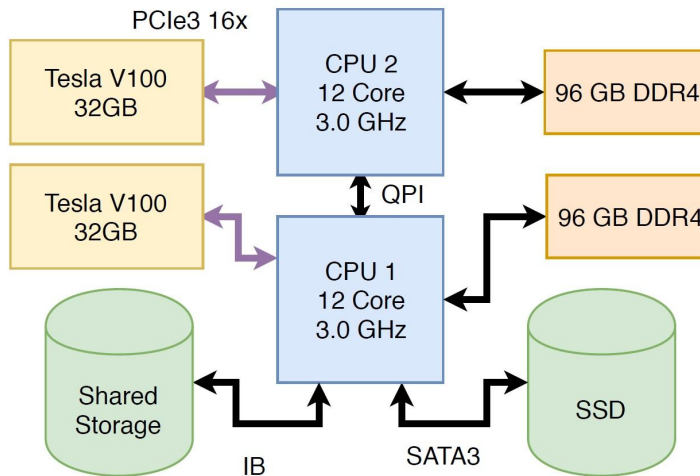 PCIe3 16x
Tesla V100
32GB
CPU 2
12 Core
3.0 GHz
96 GB DDR4
QPI
Tesla V100
32GB
CPU 1
12 Core
3.0 GHz
96 GB DDR4
Shared
Storage
SSD
IB
SATA3